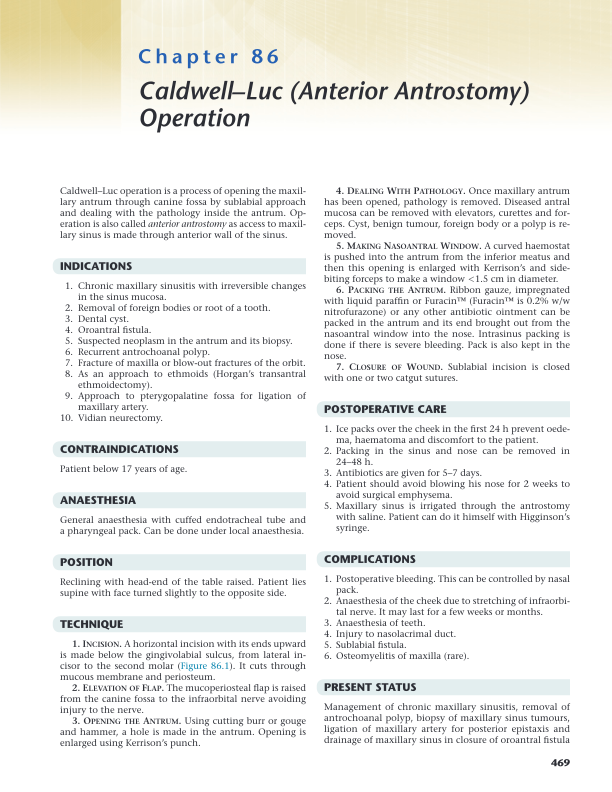 Chapter 86
Caldwell–Luc (Anterior Antrostomy)
Operation
Caldwell–Luc operation is a process of opening the maxil-
lary antrum through canine fossa by sublabial approach
and dealing with the pathology inside the antrum. Op-
eration is also called anterior antrostomy as access to maxil-
lary sinus is made through anterior wall of the sinus.
INDICATIONS
1. Chronic maxillary sinusitis with irreversible changes
in the sinus mucosa.
2. Removal of foreign bodies or root of a tooth.
3. Dental cyst.
4. Oroantral fistula.
5. Suspected neoplasm in the antrum and its biopsy.
6. Recurrent antrochoanal polyp.
7. Fracture of maxilla or blow-out fractures of the orbit.
8. As an approach to ethmoids (Horgan's transantral
ethmoidectomy).
9. Approach to pterygopalatine fossa for ligation of
maxillary artery.
10. Vidian neurectomy.
CONTRAINDICATIONS
Patient below 17 years of age.
ANAESTHESIA
General anaesthesia with cuffed endotracheal tube and
a pharyngeal pack. Can be done under local anaesthesia.
POSITION
Reclining with head-end of the table raised. Patient lies
supine with face turned slightly to the opposite side.
TECHNIQUE
1. INCISION. A horizontal incision with its ends upward
is made below the gingivolabial sulcus, from lateral in-
cisor to the second molar (Figure 86.1). It cuts through
mucous membrane and periosteum.
2. ELEVATION OF FLAP. The mucoperiosteal flap is raised
from the canine fossa to the infraorbital nerve avoiding
injury to the nerve.
3. OPENING THE ANTRUM. Using cutting burr or gouge
and hammer, a hole is made in the antrum. Opening is
enlarged using Kerrison's punch.
4. DEALING WITH PATHOLOGY. Once maxillary antrum
has been opened, pathology is removed. Diseased antral
mucosa can be removed with elevators, curettes and for-
ceps. Cyst, benign tumour, foreign body or a polyp is re-
moved.
5. MAKING NASOANTRAL WINDOW. A curved haemostat
is pushed into the antrum from the inferior meatus and
then this opening is enlarged with Kerrison's and side-
biting forceps to make a window <1.5 cm in diameter.
6. PACKING THE ANTRUM. Ribbon gauze, impregnated
with liquid paraffin or Furacin™ (Furacin™ is 0.2% w/w
nitrofurazone) or any other antibiotic ointment can be
packed in the antrum and its end brought out from the
nasoantral window into the nose. Intrasinus packing is
done if there is severe bleeding. Pack is also kept in the
nose.
7. CLOSURE OF WOUND. Sublabial incision is closed
with one or two catgut sutures.
POSTOPERATIVE CARE
1. Ice packs over the cheek in the first 24 h prevent oede-
ma, haematoma and discomfort to the patient.
2. Packing in the sinus and nose can be removed in
24–48 h.
3. Antibiotics are given for 5–7 days.
4. Patient should avoid blowing his nose for 2 weeks to
avoid surgical emphysema.
5. Maxillary sinus is irrigated through the antrostomy
with saline. Patient can do it himself with Higginson's
syringe.
COMPLICATIONS
1. Postoperative bleeding. This can be controlled by nasal
pack.
2. Anaesthesia of the cheek due to stretching of infraorbi-
tal nerve. It may last for a few weeks or months.
3. Anaesthesia of teeth.
4. Injury to nasolacrimal duct.
5. Sublabial fistula.
6. Osteomyelitis of maxilla (rare).
PRESENT STATUS
Management of chronic maxillary sinusitis, removal of
antrochoanal polyp, biopsy of maxillary sinus tumours,
ligation of maxillary artery for posterior epistaxis and
drainage of maxillary sinus in closure of oroantral fistula
469